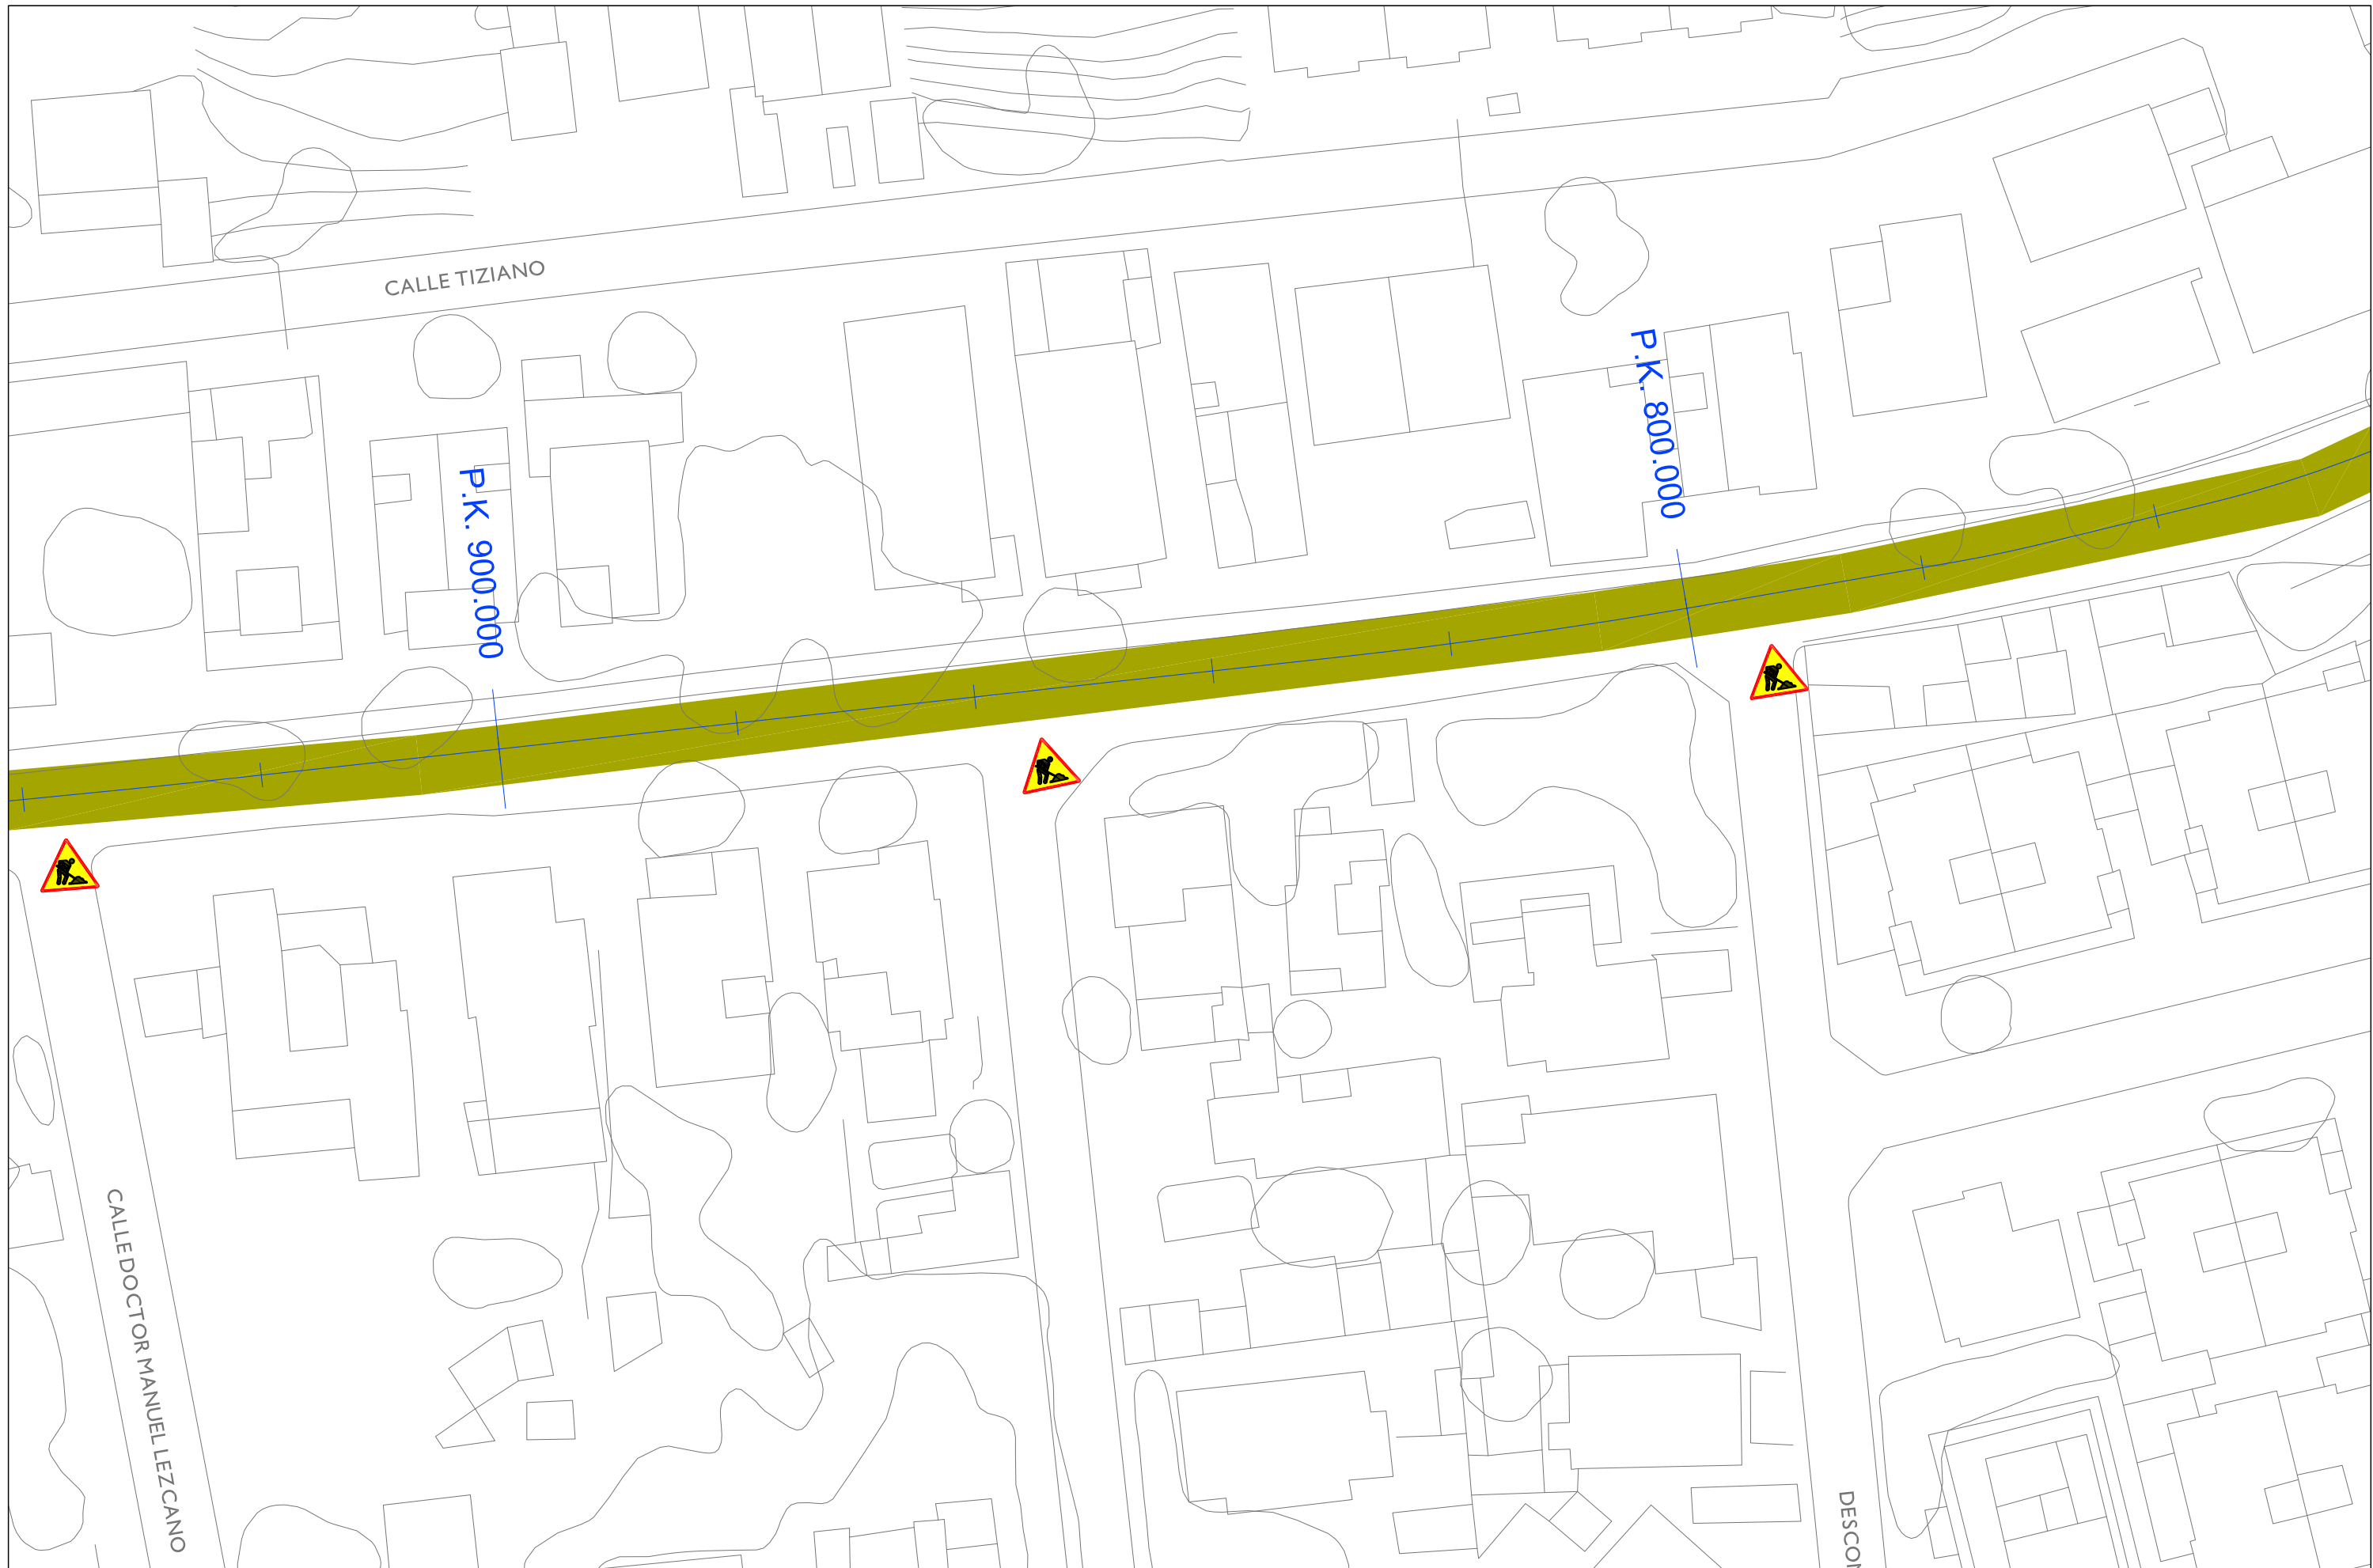 CALLE TIZIANO
P.K. 800.000
P.K. 900.000
CALLE DOCTOR MANUEL LEZCANO